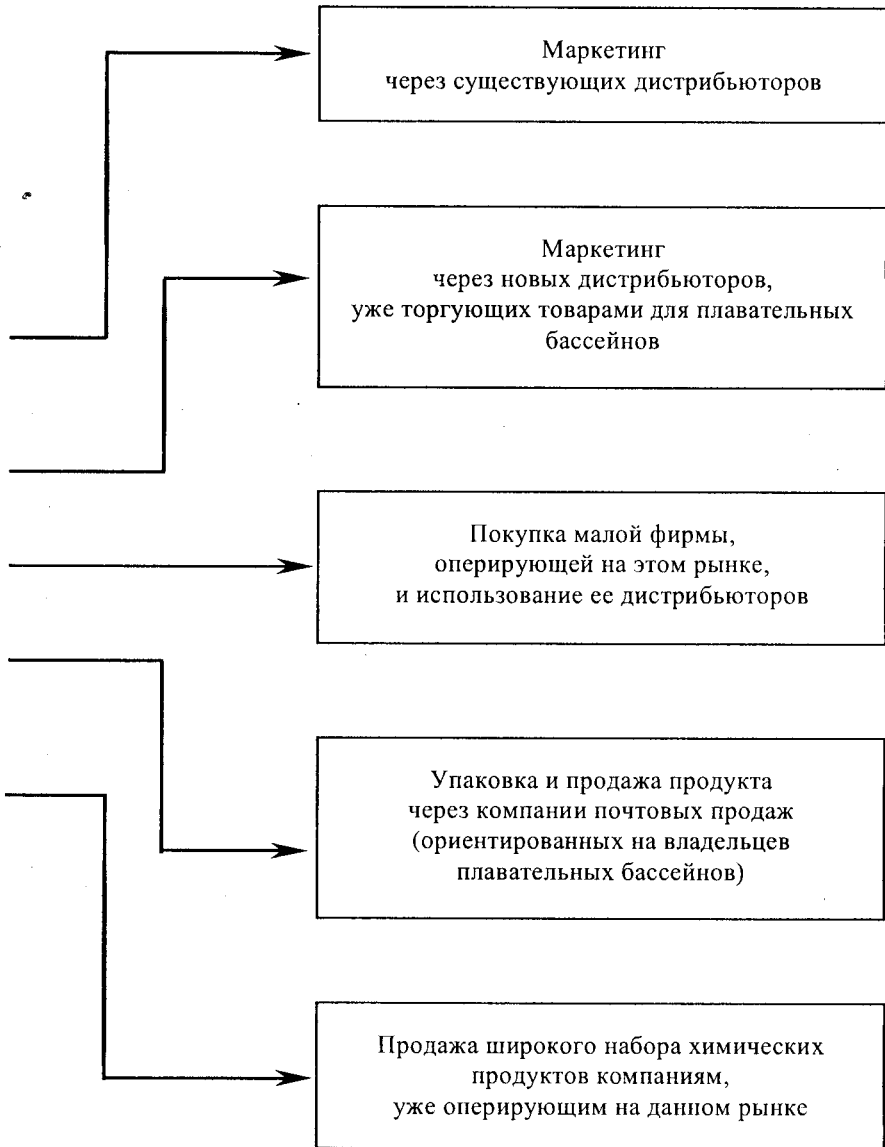 Маркетинг
через существующих дистрибьюторов
Маркетинг
через новых дистрибьюторов,
уже торгующих товарами для плавательных
бассейнов
Покупка малой фирмы,
оперирующей на этом рынке,
и использование ее дистрибьюторов
Упаковка и продажа продукта
через компании почтовых продаж
(ориентированных на владельцев
плавательных бассейнов)
Продажа широкого набора химических
продуктов компаниям,
уже оперирующим на данном рынке